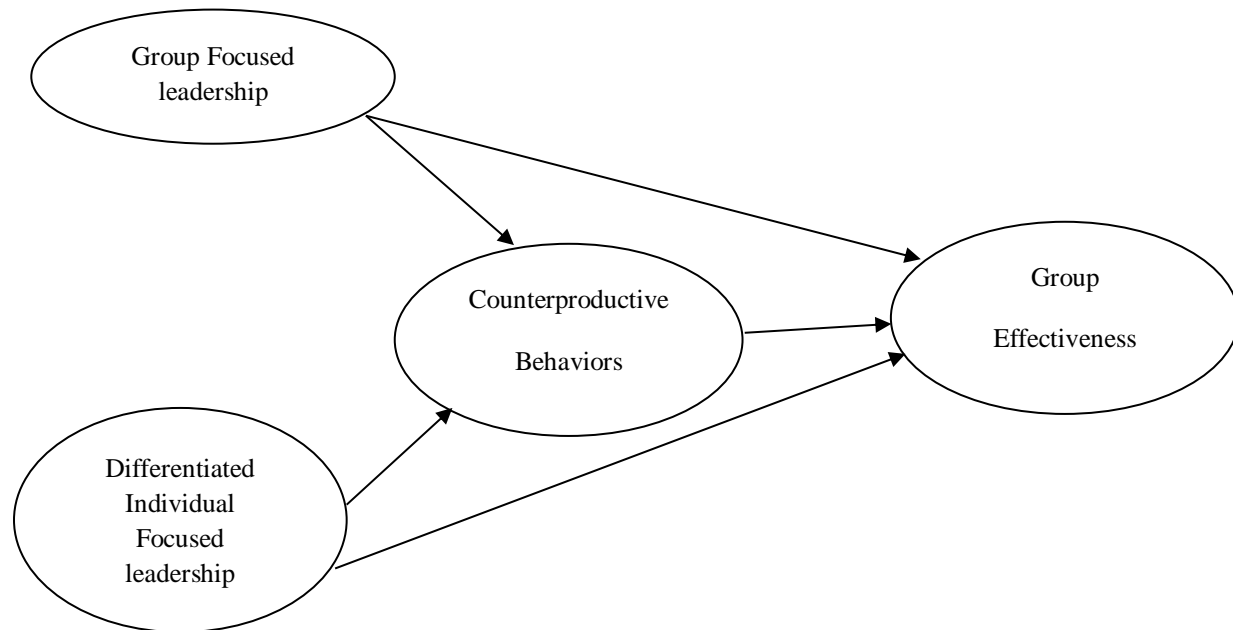 Group Focused
leadership
Counterproductive
Behaviors
Group
Effectiveness
Differentiated
Individual
Focused
leadership